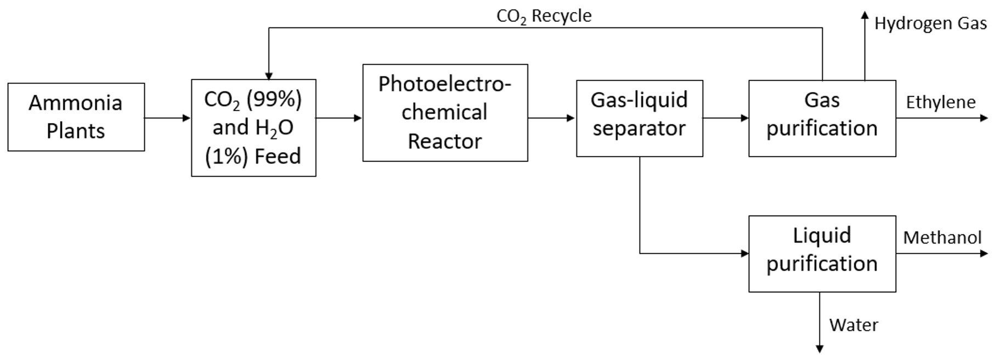 CO₂ Recycle
Hydrogen Gas
Ammonia
Plants
CO₂ (99%)
and H₂O
(1%) Feed
Photoelectro-
chemical
Reactor
Gas-liquid
separator
Gas
purification
Ethylene
Liquid
purification
Methanol
Water